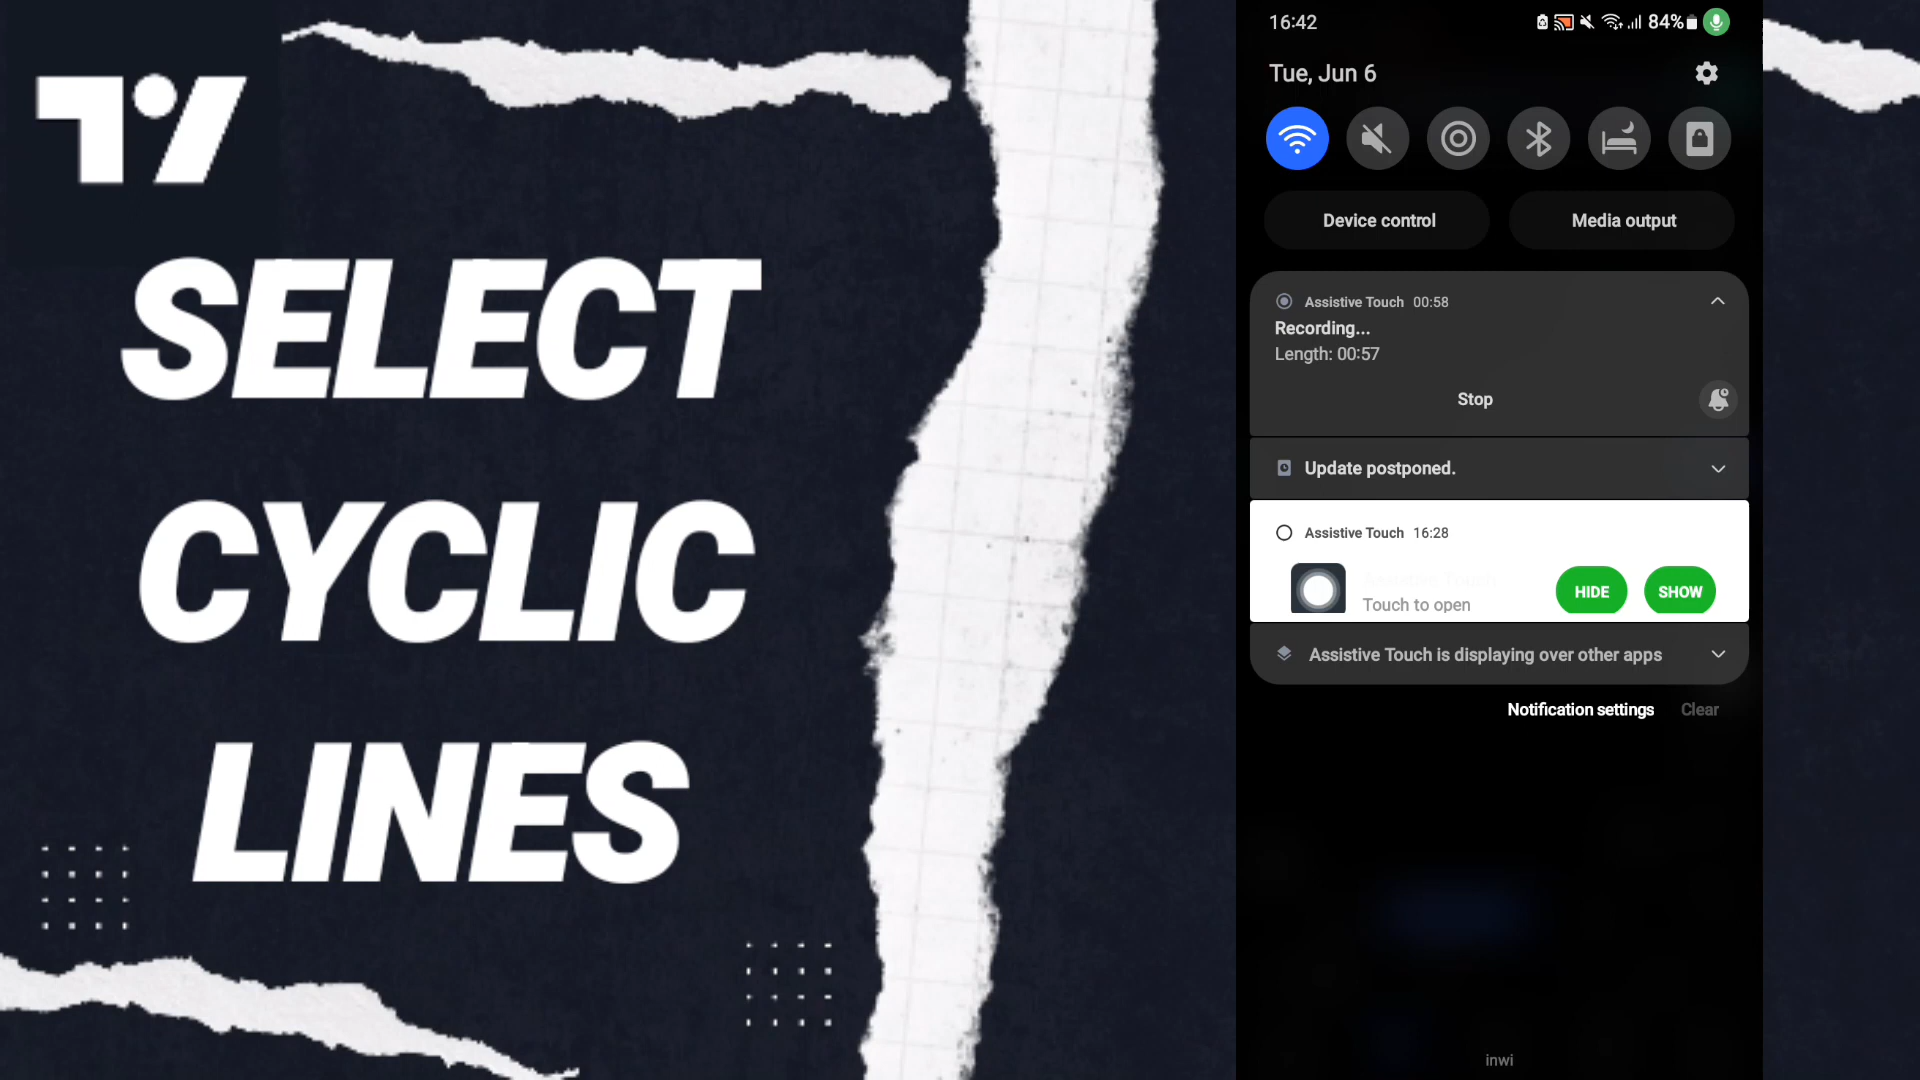 SELECT
CYCLIC
LINES
16:42
84%
Tue, Jun 6
Device control
Media output
Assistive Touch 00:58
Recording...
Length: 00:57
Stop
Update postponed.
Assistive Touch 16:28
Assistive Touch
Touch to open
HIDE
SHOW
Assistive Touch is displaying over other apps
Notification settings
Clear
inwi